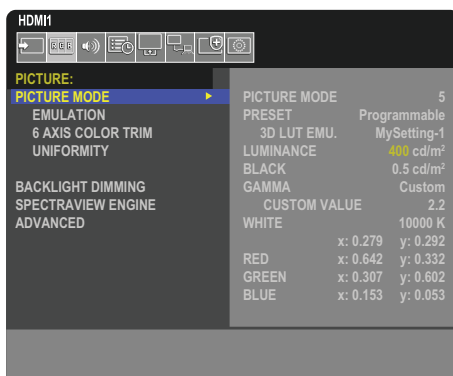 HDMI1
PICTURE:
PICTURE MODE
EMULATION
6 AXIS COLOR TRIM
UNIFORMITY
BACKLIGHT DIMMING
SPECTRAVIEW ENGINE
ADVANCED
PICTURE MODE 5
PRESET Programmable
3D LUT EMU. MySetting-1
LUMINANCE 400 cd/m²
BLACK 0.5 cd/m²
GAMMA Custom
CUSTOM VALUE 2.2
WHITE 10000 K
x: 0.279 y: 0.292
RED x: 0.642 y: 0.332
GREEN x: 0.307 y: 0.602
BLUE x: 0.153 y: 0.053